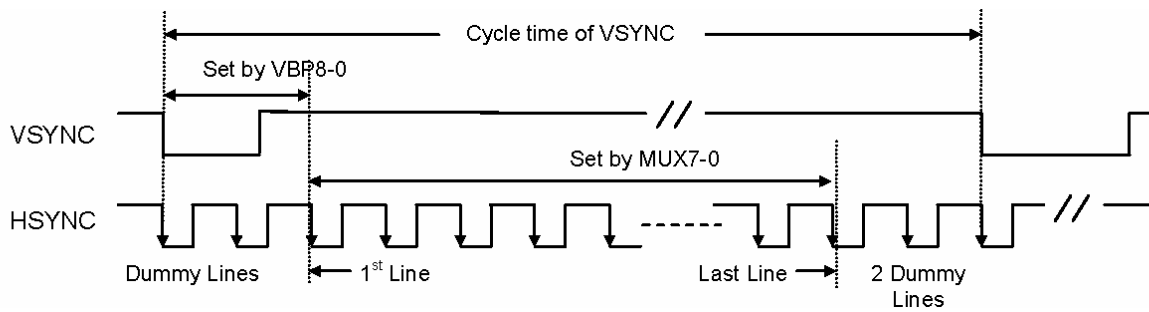 Cycle time of VSYNC
Set by VBP8-0
VSYNC
Set by MUX7-0
HSYNC
Dummy Lines
1st Line
Last Line
2 Dummy
Lines